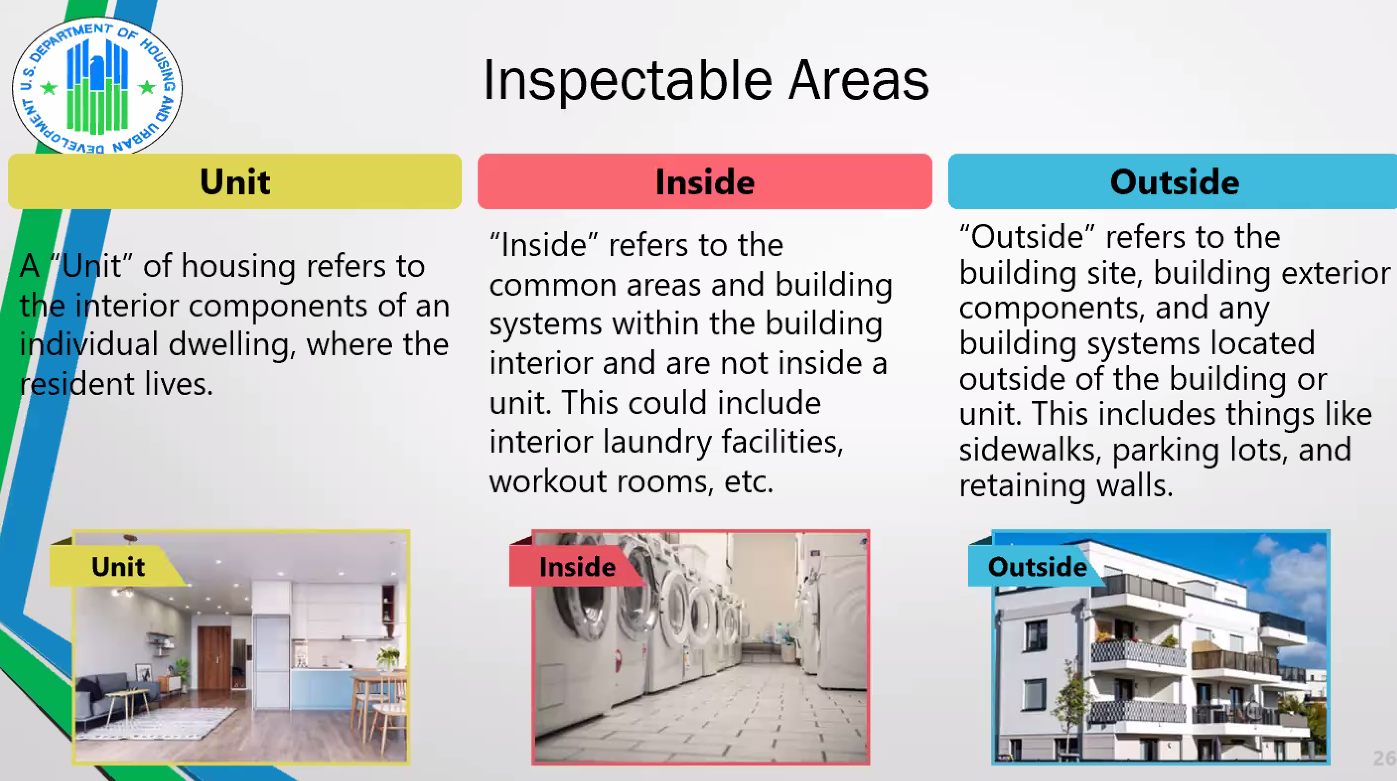 U.S. DEPARTMENT OF HOUSING AND URBAN DEVELOPMENT
Inspectable Areas
Unit
A “Unit” of housing refers to
the interior components of an
individual dwelling, where the
resident lives.
Inside
“Inside” refers to the
common areas and building
systems within the building
interior and are not inside a
unit. This could include
interior laundry facilities,
workout rooms, etc.
Outside
“Outside” refers to the
building site, building exterior
components, and any
building systems located
outside of the building or
unit. This includes things like
sidewalks, parking lots, and
retaining walls.
Unit
Inside
Outside
26